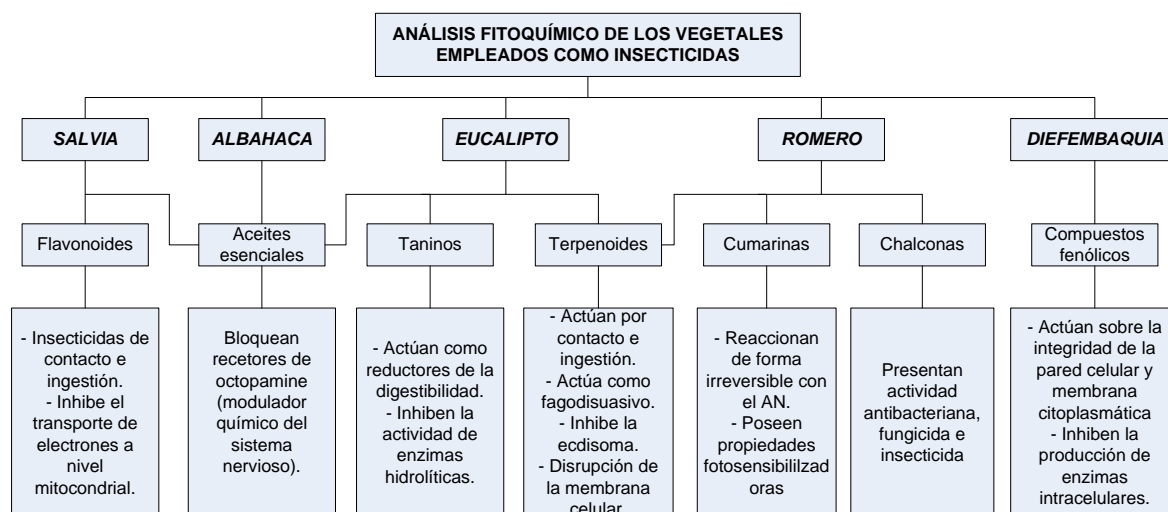 ANÁLISIS FITOQUÍMICO DE LOS VEGETALES
EMPLEADOS COMO INSECTICIDAS
SALVIA
ALBAHACA
EUCALIPTO
ROMERO
DIEFEMBAQUIA
Flavonoides
Aceites
esenciales
Taninos
Terpenoides
Cumarinas
Chalconas
Compuestos
fenólicos
- Insecticidas de
contacto e
ingestión.
- Inhibe el
transporte de
electrones a
nivel
mitocondrial.
Bloquean
recetores de
octopamine
(modulador
químico del
sistema
nervioso).
- Actúan como
reductores de la
digestibilidad.
- Inhiben la
actividad de
enzimas
hidrolíticas.
- Actúan por
contacto e
ingestión.
- Actúa como
fagodisuasivo.
- Inhibe la
ecdisoma.
- Disrupción de
la membrana
celular
- Reaccionan
de forma
irreversible con
el AN.
- Poseen
propiedades
fotosensibililzad
oras
Presentan
actividad
antibacteriana,
fungicida e
insecticida
- Actúan sobre la
integridad de la
pared celular y
membrana
citoplasmática
- Inhiben la
producción de
enzimas
intracelulares.